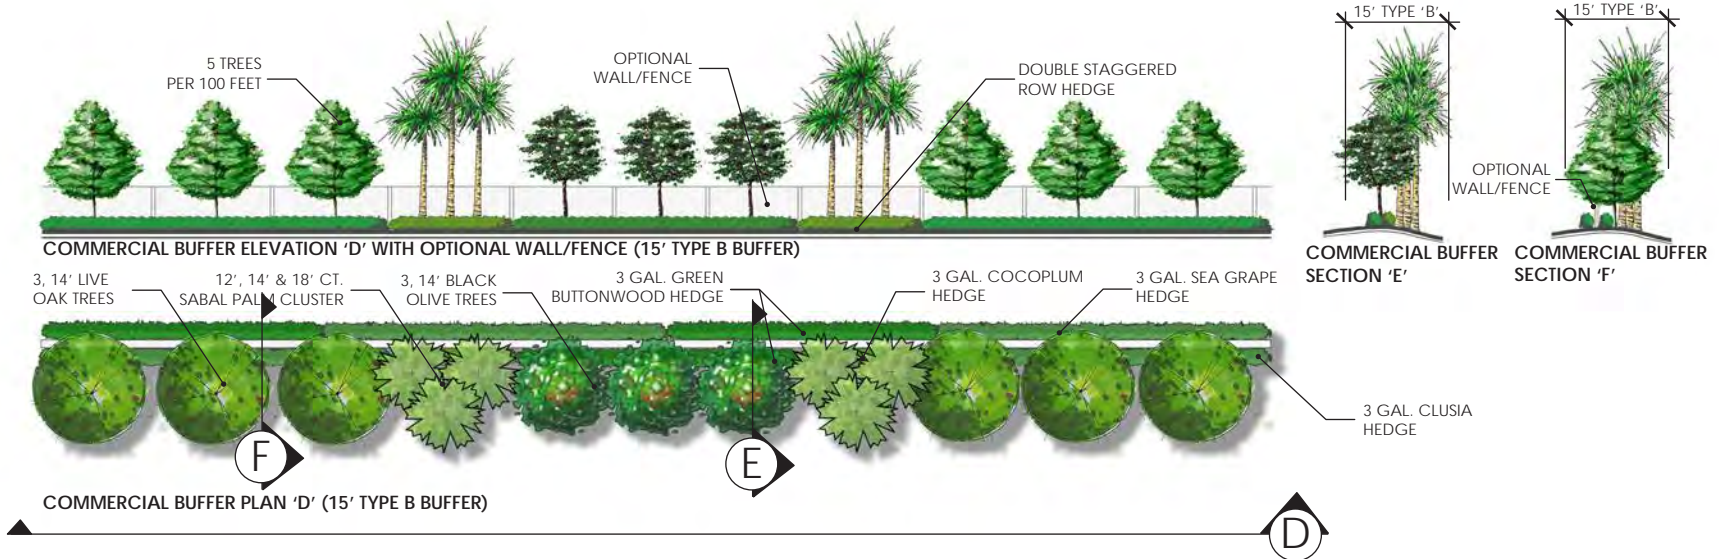 5 TREES
PER 100 FEET
OPTIONAL
WALL/FENCE
DOUBLE STAGGERED
ROW HEDGE
COMMERCIAL BUFFER ELEVATION ‘D’ WITH OPTIONAL WALL/FENCE (15’ TYPE B BUFFER)
15’ TYPE ‘B’
COMMERCIAL BUFFER
SECTION ‘E’
15’ TYPE ‘B’
OPTIONAL
WALL/FENCE
COMMERCIAL BUFFER
SECTION ‘F’
3, 14’ LIVE
OAK TREES
12’, 14’ & 18’ CT.
SABAL PALM CLUSTER
3, 14’ BLACK
OLIVE TREES
3 GAL. GREEN
BUTTONWOOD HEDGE
3 GAL. COCOPLUM
HEDGE
3 GAL. SEA GRAPE
HEDGE
3 GAL. CLUSIA
HEDGE
F
E
COMMERCIAL BUFFER PLAN ‘D’ (15’ TYPE B BUFFER)
D